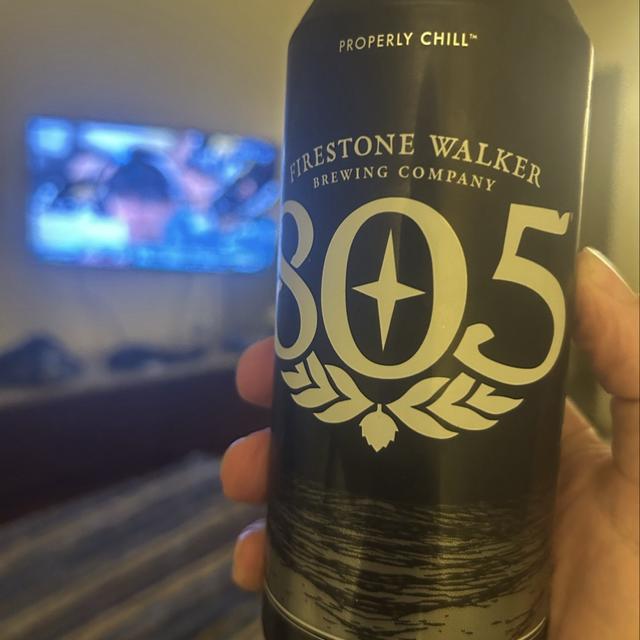 PROPERLY CHILL™
FIRESTONE WALKER
BREWING COMPANY
805